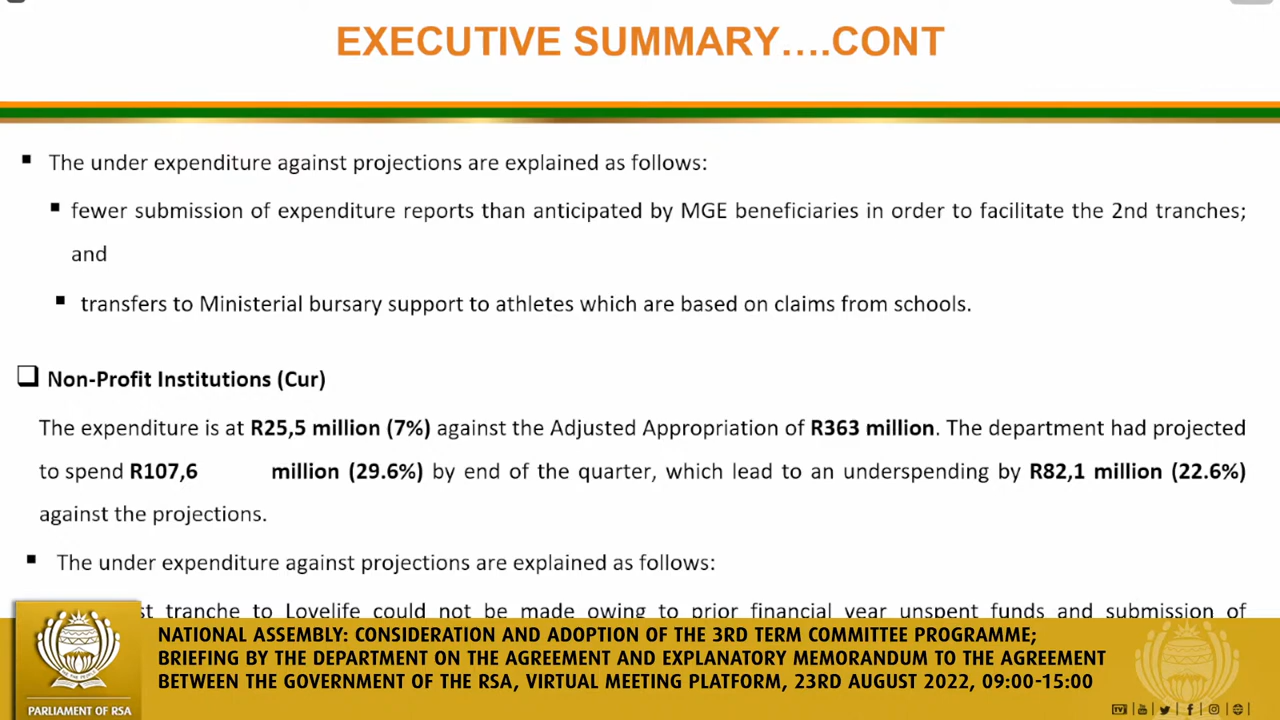 EXECUTIVE SUMMARY….CONT
The under expenditure against projections are explained as follows:
fewer submission of expenditure reports than anticipated by MGE beneficiaries in order to facilitate the 2nd tranches;
and
transfers to Ministerial bursary support to athletes which are based on claims from schools.
Non-Profit Institutions (Cur)
The expenditure is at R25,5 million (7%) against the Adjusted Appropriation of R363 million. The department had projected
to spend R107,6 million (29.6%) by end of the quarter, which lead to an underspending by R82,1 million (22.6%)
against the projections.
The under expenditure against projections are explained as follows:
tranche to Lovelife could not be made owing to prior financial year unspent funds and submission of
NATIONAL ASSEMBLY: CONSIDERATION AND ADOPTION OF THE 3RD TERM COMMITTEE PROGRAMME;
BRIEFING BY THE DEPARTMENT ON THE AGREEMENT AND EXPLANATORY MEMORANDUM TO THE AGREEMENT
BETWEEN THE GOVERNMENT OF THE RSA, VIRTUAL MEETING PLATFORM, 23RD AUGUST 2022, 09:00-15:00
PARLIAMENT OF RSA